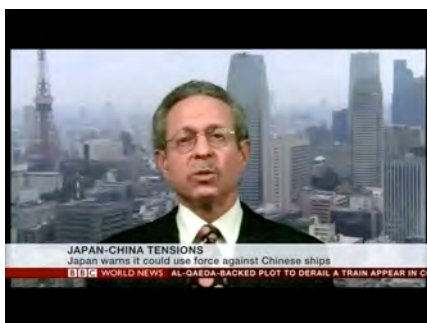 JAPAN-CHINA TENSIONS
Japan warns it could use force against Chinese ships
BBC WORLD NEWS AL-QAEDA-BACKED PLOT TO DERAIL A TRAIN APPEAR IN CO